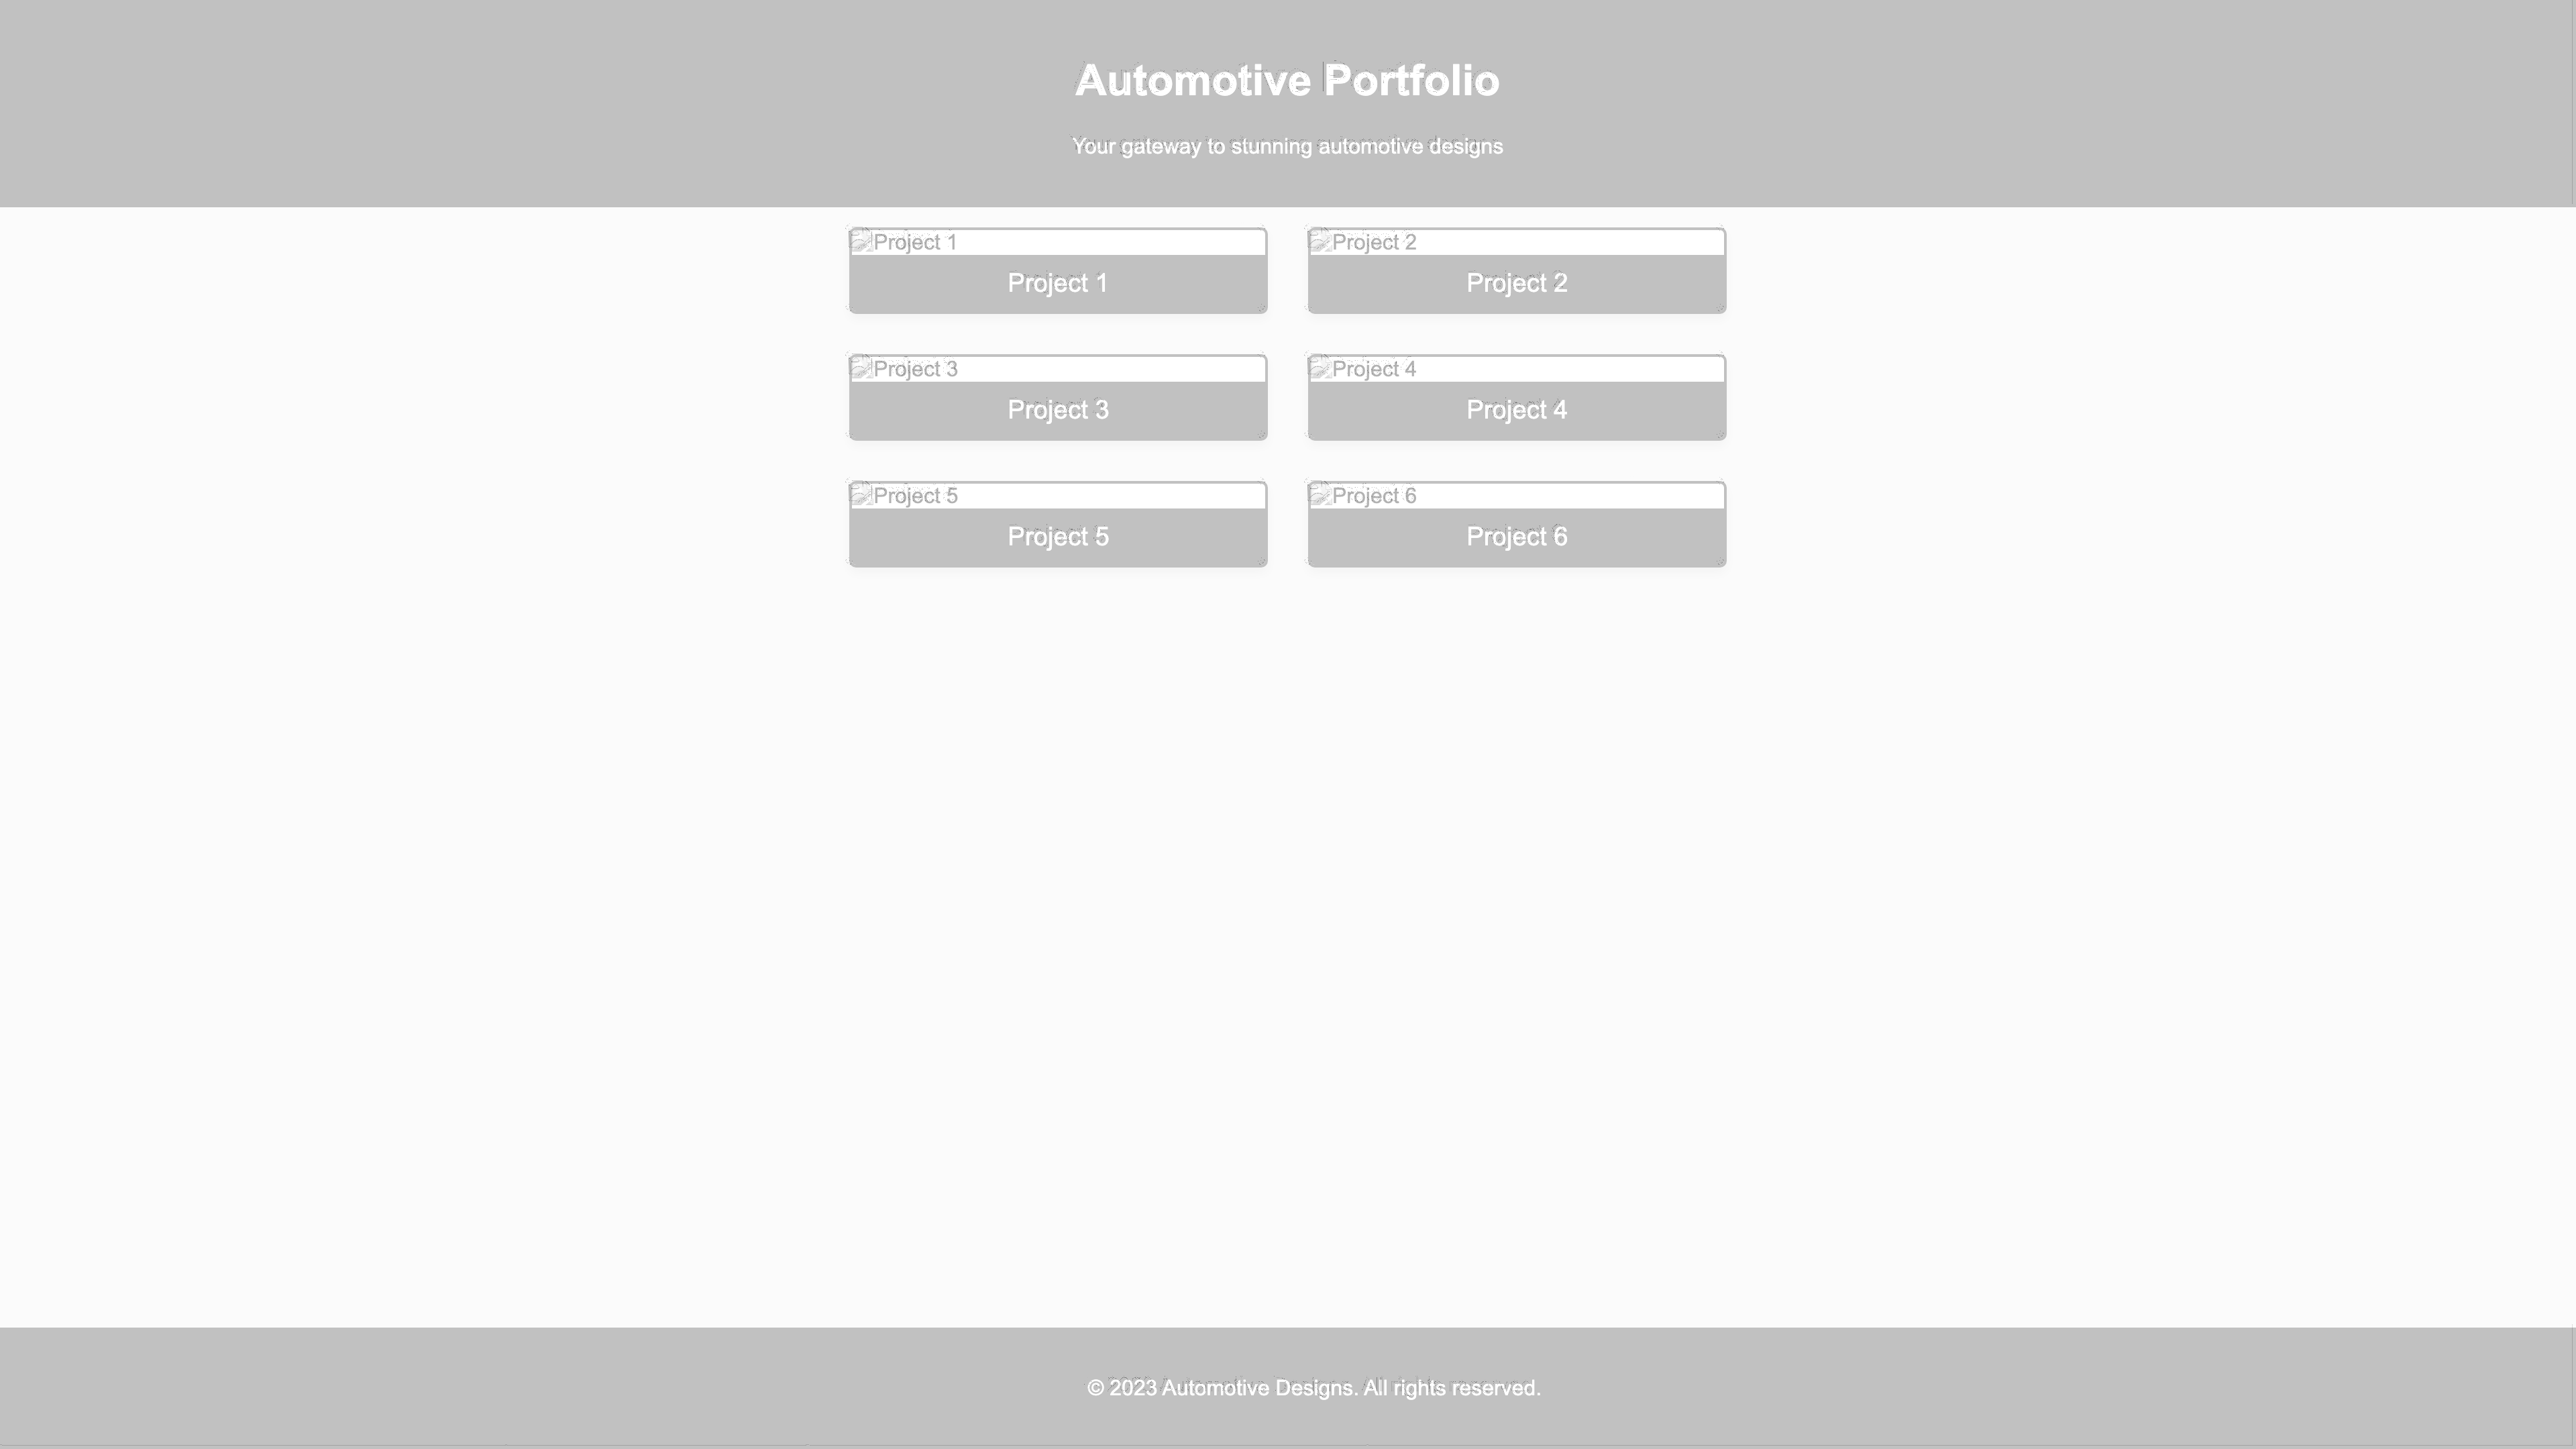 Automotive Portfolio
Your gateway to stunning automotive designs
Project 1
Project 2
Project 1
Project 2
Project 3
Project 4
Project 3
Project 4
Project 5
Project 6
Project 5
Project 6
© 2023 Automotive Designs. All rights reserved.